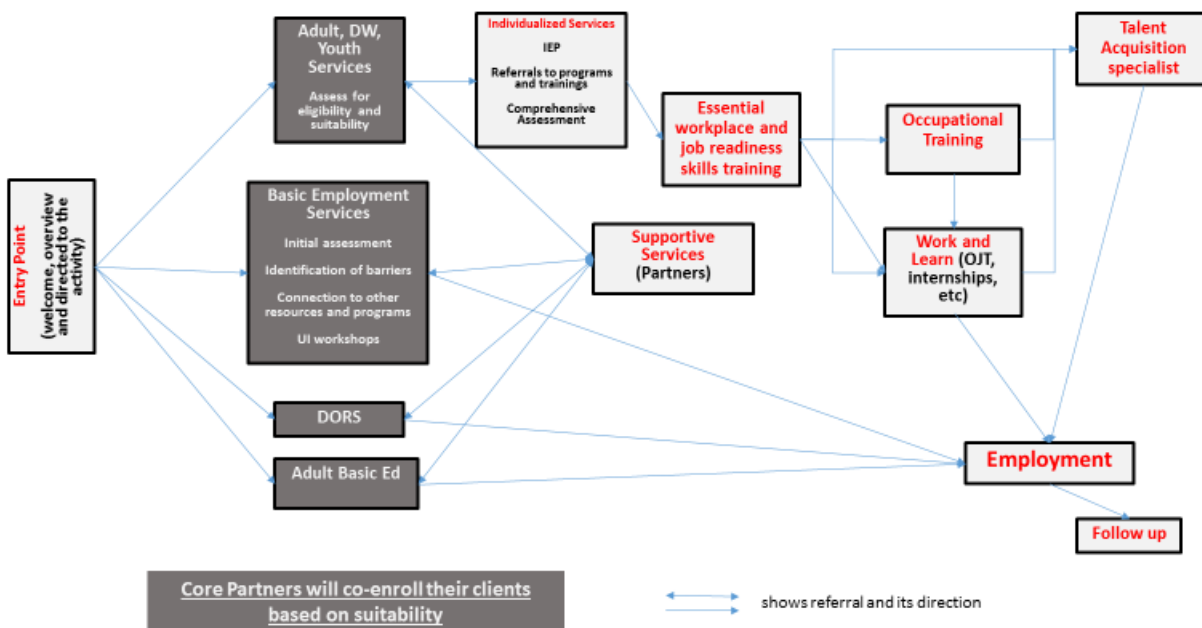 Entry Point
(welcome, overview
and directed to the
activity)
Adult, DW,
Youth
Services
Assess for
eligibility and
suitability
Basic Employment
Services
Initial assessment
Identification of barriers
Connection to other
resources and programs
UI workshops
DORS
Adult Basic Ed
Individualized Services
IEP
Referrals to programs
and trainings
Comprehensive
Assessment
Supportive
Services
(Partners)
Essential
workplace and
job readiness
skills training
Occupational
Training
Work and
Learn (OJT,
internships,
etc)
Talent
Acquisition
specialist
Employment
Follow up
Core Partners will co-enroll their clients
based on suitability
shows referral and its direction